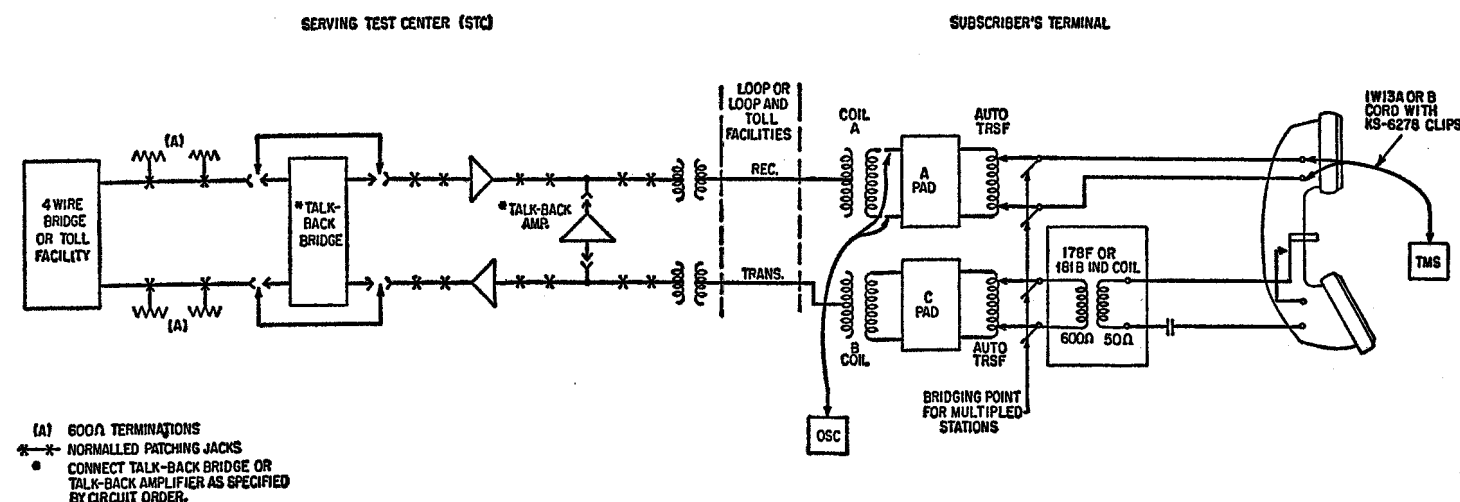 SERVING TEST CENTER (STC)
SUBSCRIBER'S TERMINAL
LOOP OR
LOOP AND
TOLL
FACILITIES
COIL
A
AUTO
TRSF
1W13A OR B
CORD WITH
KS-6278 CLIPS
(A)
4 WIRE
BRIDGE
OR TOLL
FACILITY
*TALK-
BACK
BRIDGE
*TALK-BACK
AMP.
REC.
A
PAD
TRANS.
C
PAD
178F OR
181B IND COIL
600Ω 50Ω
TMS
(A)
B
COIL
AUTO
TRSF
BRIDGING POINT
FOR MULTIPLED
STATIONS
OSC
(A) 600Ω TERMINATIONS
NORMALLED PATCHING JACKS
* CONNECT TALK-BACK BRIDGE OR
TALK-BACK AMPLIFIER AS SPECIFIED
BY CIRCUIT ORDER.